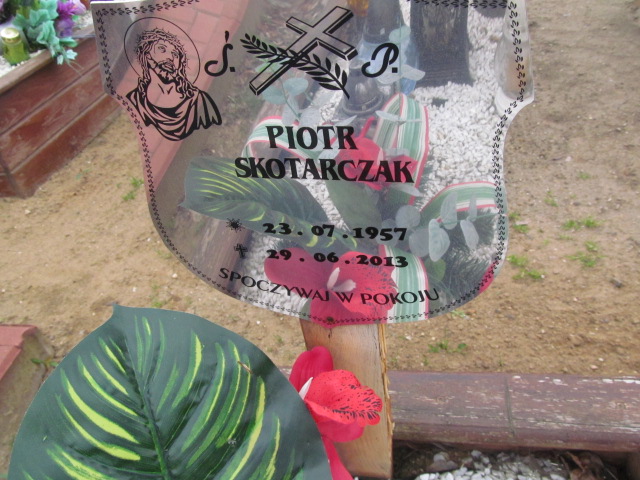 Ś. P.
PIOTR
SKOTARCZAK
23.07.1957
29.06.2013
SPOCZYWAJ W POKOJU